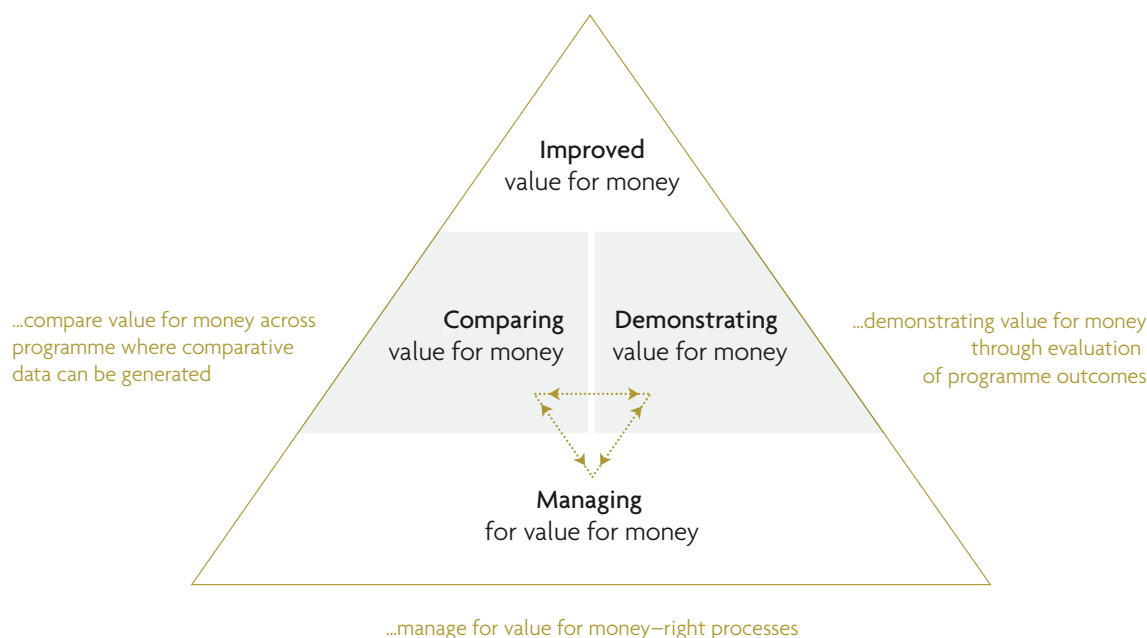 Improved
value for money
...compare value for money across
programme where comparative
data can be generated
Comparing
value for money
Demonstrating
value for money
...demonstrating value for money
through evaluation
of programme outcomes
Managing
for value for money
...manage for value for money–right processes